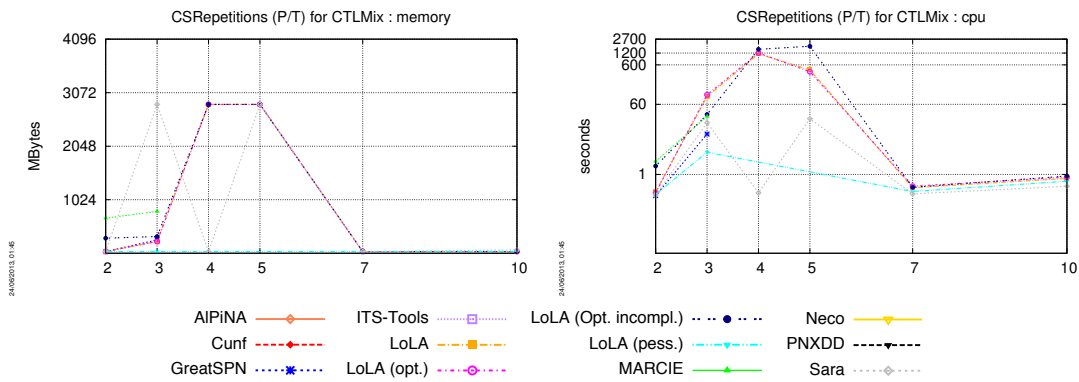 CSRepetitions (P/T) for CTLMix : memory
4096
3072
2048
1024
MBytes
2 3 4 5 7 10
24/06/2013, 01:45
CSRepetitions (P/T) for CTLMix : cpu
2700
1200
600
60
1
seconds
2 3 4 5 7 10
24/06/2013, 01:45
AlPiNA ITS-Tools LoLA (Opt. incompl.) Neco
Cunf LoLA LoLA (pess.) PNXDD
GreatSPN LoLA (opt.) MARCIE Sara